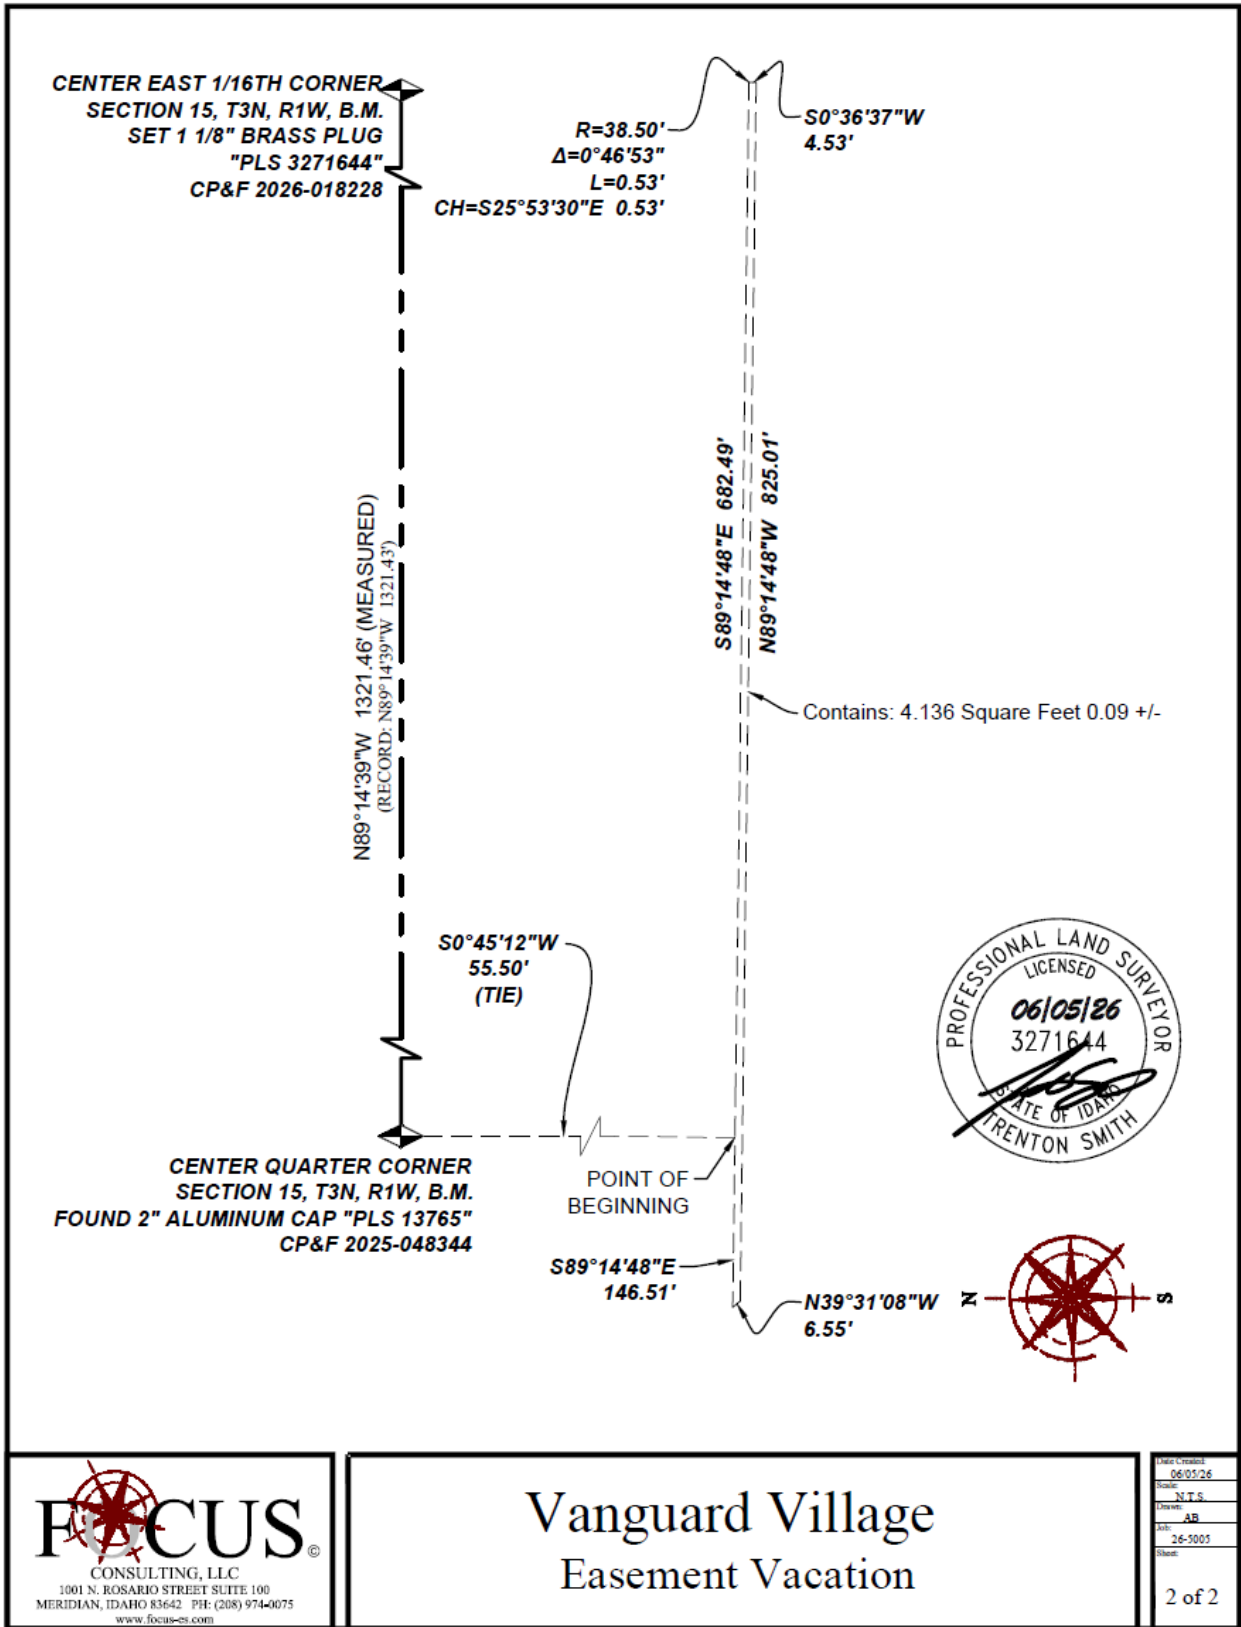 CENTER EAST 1/16TH CORNER
SECTION 15, T3N, R1W, B.M.
SET 1 1/8" BRASS PLUG
"PLS 3271644"
CP&F 2026-018228
R=38.50'
Δ=0°46'53"
L=0.53'
CH=S25°53'30"E 0.53'
S0°36'37"W
4.53'
N89°14'39"W 1321.46' (MEASURED)
(RECORD: N89°14'39"W 1321.43')
S89°14'48"E 682.49'
N89°14'48"W 825.01'
Contains: 4.136 Square Feet 0.09 +/-
S0°45'12"W
55.50'
(TIE)
PROFESSIONAL LAND SURVEYOR
LICENSED
06/05/26
3271644
STATE OF IDAHO
TRENTON SMITH
CENTER QUARTER CORNER
SECTION 15, T3N, R1W, B.M.
FOUND 2" ALUMINUM CAP "PLS 13765"
CP&F 2025-048344
POINT OF
BEGINNING
S89°14'48"E
146.51'
N39°31'08"W
6.55'
N
S
FOCUS©
CONSULTING, LLC
1001 N. ROSARIO STREET SUITE 100
MERIDIAN, IDAHO 83642 PH: (208) 974-0075
www.focus-es.com
Vanguard Village
Easement Vacation
Date Created:
06/05/26
Scale:
N.T.S.
Drawn:
AB
Job:
26-5005
Sheet:
2 of 2